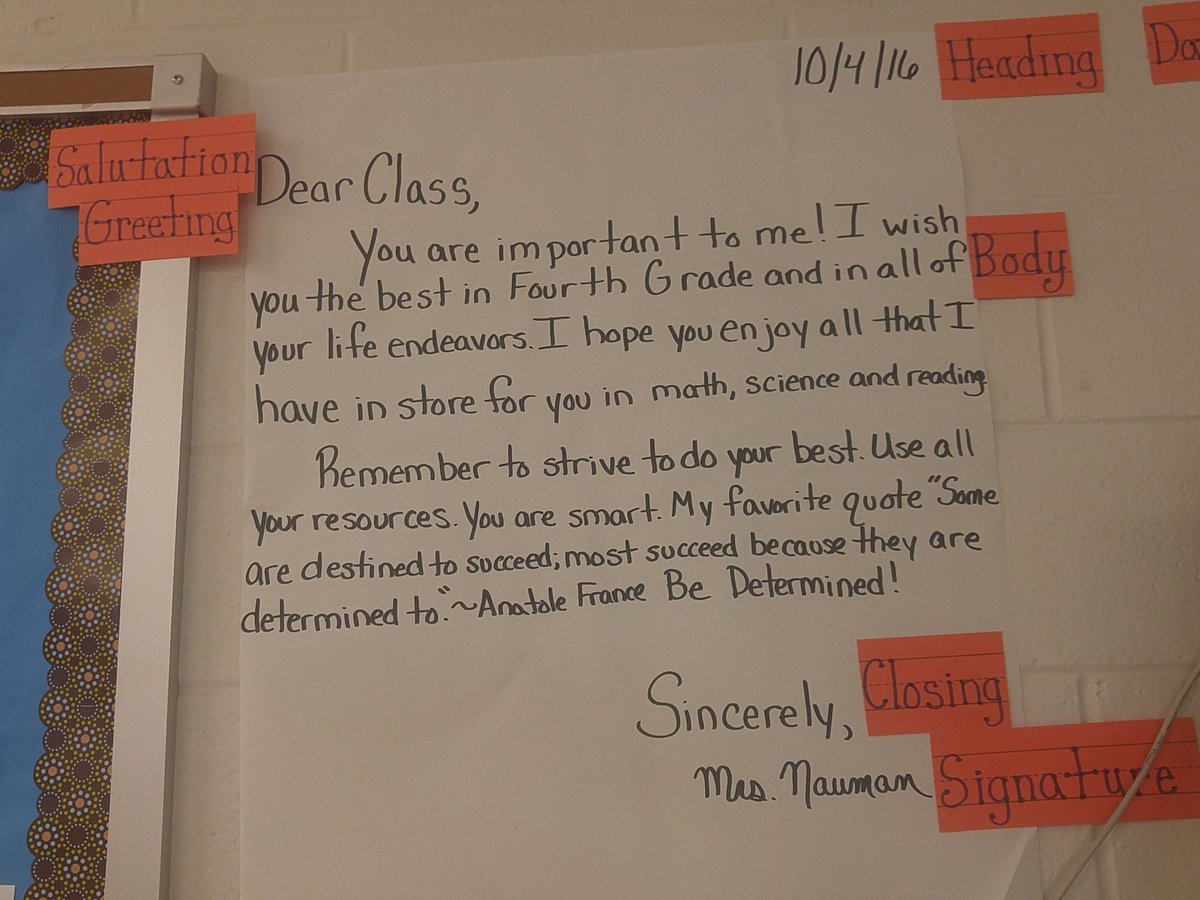 10/4/16 Heading Da
Salutation
Greeting
Dear Class,
You are important to me! I wish
you the best in Fourth Grade and in all of
Body
your life endeavors. I hope you enjoy all that I
have in store for you in math, science and reading.
Remember to strive to do your best. Use all
your resources. You are smart. My favorite quote "Some
are destined to succeed; most succeed because they are
determined to." ~Anatole France Be Determined!
Sincerely, Closing
Mrs. Nauman Signature